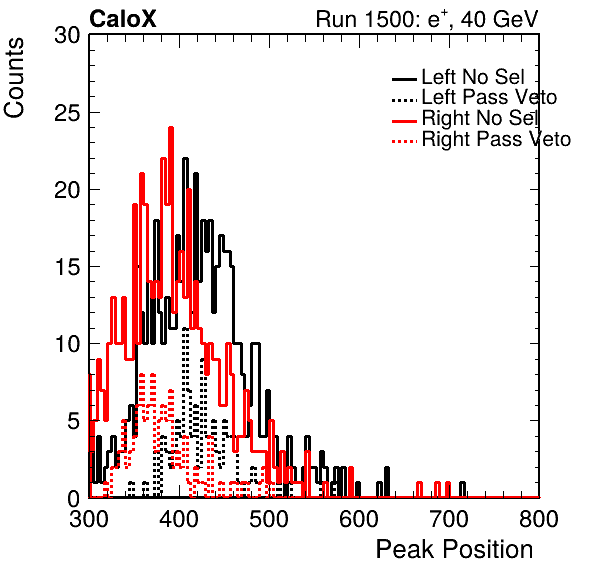 CaloX Run 1500: e+, 40 GeV
Counts
30
25
20
15
10
5
0
Left No Sel
Left Pass Veto
Right No Sel
Right Pass Veto
300 400 500 600 700 800
Peak Position